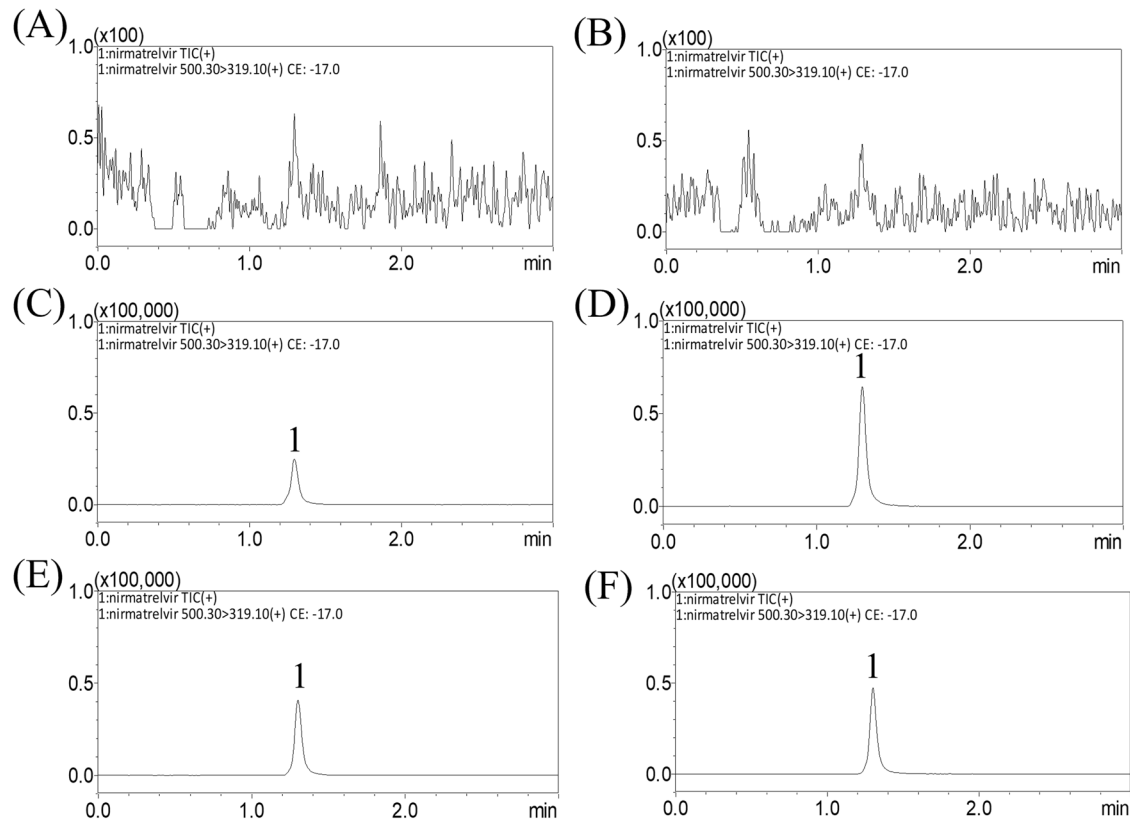 (A)
(x100)
1.0
1:nirmatrelvir TIC(+)
1:nirmatrelvir 500.30>319.10(+) CE: -17.0
0.5
0.0
0.0 1.0 2.0 min
(B)
(x100)
1.0
1:nirmatrelvir TIC(+)
1:nirmatrelvir 500.30>319.10(+) CE: -17.0
0.5
0.0
0.0 1.0 2.0 min
(C)
(x100,000)
1.0
1:nirmatrelvir TIC(+)
1:nirmatrelvir 500.30>319.10(+) CE: -17.0
0.5
1
0.0
0.0 1.0 2.0 min
(D)
(x100,000)
1.0
1:nirmatrelvir TIC(+)
1:nirmatrelvir 500.30>319.10(+) CE: -17.0
1
0.5
0.0
0.0 1.0 2.0 min
(E)
(x100,000)
1.0
1:nirmatrelvir TIC(+)
1:nirmatrelvir 500.30>319.10(+) CE: -17.0
1
0.5
0.0
0.0 1.0 2.0 min
(F)
(x100,000)
1.0
1:nirmatrelvir TIC(+)
1:nirmatrelvir 500.30>319.10(+) CE: -17.0
1
0.5
0.0
0.0 1.0 2.0 min